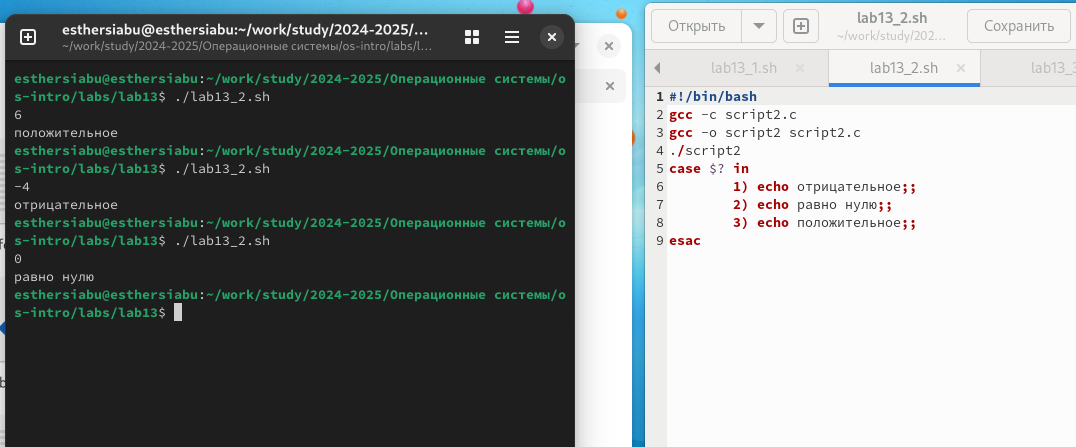 esthersiabu@esthersiabu:~/work/study/2024-2025/...
~/work/study/2024-2025/Операционные системы/os-intro/labs/l...
esthersiabu@esthersiabu:~/work/study/2024-2025/Операционные системы/o
s-intro/labs/lab13$ ./lab13_2.sh
6
положительное
esthersiabu@esthersiabu:~/work/study/2024-2025/Операционные системы/o
s-intro/labs/lab13$ ./lab13_2.sh
-4
отрицательное
esthersiabu@esthersiabu:~/work/study/2024-2025/Операционные системы/o
s-intro/labs/lab13$ ./lab13_2.sh
0
равно нулю
esthersiabu@esthersiabu:~/work/study/2024-2025/Операционные системы/o
s-intro/labs/lab13$
Открыть
lab13_2.sh
~/work/study/202...
Сохранить
lab13_1.sh
lab13_2.sh
lab13_3
1 #!/bin/bash
2 gcc -c script2.c
3 gcc -o script2 script2.c
4 ./script2
5 case $? in
6 1) echo отрицательное;;
7 2) echo равно нулю;;
8 3) echo положительное;;
9 esac